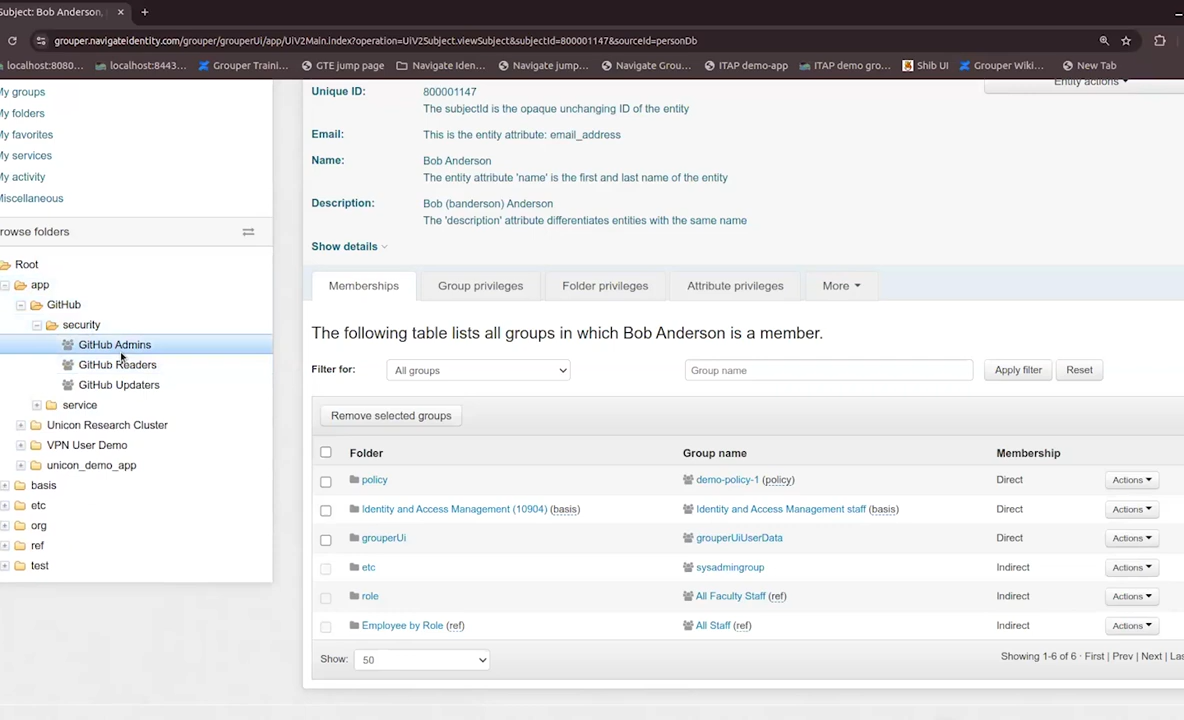 Subject: Bob Anderson,
grouper.navigateidentity.com/grouper/grouperUi/app/UiV2Main.index?operation=UiV2Subject.viewSubject&subjectId=800001147&sourceId=personDb
localhost:8080... localhost:8443... Grouper Traini... GTE jump page Navigate Iden... Navigate jump... Navigate Grou... ITAP demo-app ITAP demo gro... Shib UI Grouper Wiki... New Tab
My groups
My folders
My favorites
My services
My activity
Miscellaneous
rowse folders
Root
app
GitHub
security
GitHub Admins
GitHub Readers
GitHub Updaters
service
Unicon Research Cluster
VPN User Demo
unicon_demo_app
basis
etc
org
ref
test
Entity actions
Unique ID: 800001147
The subjectId is the opaque unchanging ID of the entity
Email: This is the entity attribute: email_address
Name: Bob Anderson
The entity attribute 'name' is the first and last name of the entity
Description: Bob (banderson) Anderson
The 'description' attribute differentiates entities with the same name
Show details
Memberships Group privileges Folder privileges Attribute privileges More
The following table lists all groups in which Bob Anderson is a member.
Filter for: All groups Group name Apply filter Reset
Remove selected groups
Folder Group name Membership
policy demo-policy-1 (policy) Direct Actions
Identity and Access Management (10904) (basis) Identity and Access Management staff (basis) Direct Actions
grouperUi grouperUiUserData Direct Actions
etc sysadmingroup Indirect Actions
role All Faculty Staff (ref) Indirect Actions
Employee by Role (ref) All Staff (ref) Indirect Actions
Show: 50 Showing 1-6 of 6 · First | Prev | Next | Las